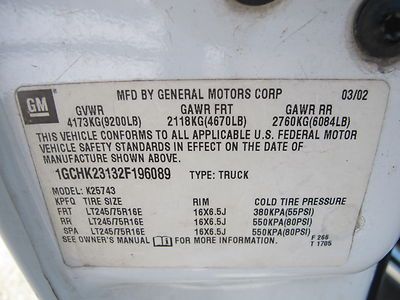 GM
MFD BY GENERAL MOTORS CORP 03/02
GVWR GAWR FRT GAWR RR
4173KG(9200LB) 2118KG(4670LB) 2760KG(6084LB)
THIS VEHICLE CONFORMS TO ALL APPLICABLE U.S. FEDERAL MOTOR
VEHICLE SAFETY STANDARDS IN EFFECT ON THE DATE OF
MANUFACTURE SHOWN ABOVE.
1GCHK23132F196089 TYPE: TRUCK
MODEL: K25743
KPFQ TIRE SIZE RIM COLD TIRE PRESSURE
FRT LT245/75R16E 16X6.5J 380KPA(55PSI)
RR LT245/75R16E 16X6.5J 550KPA(80PSI)
SPA LT245/75R16E 16X6.5J 550KPA(80PSI)
SEE OWNER'S MANUAL FOR MORE INFORMATION F 266
T 1705